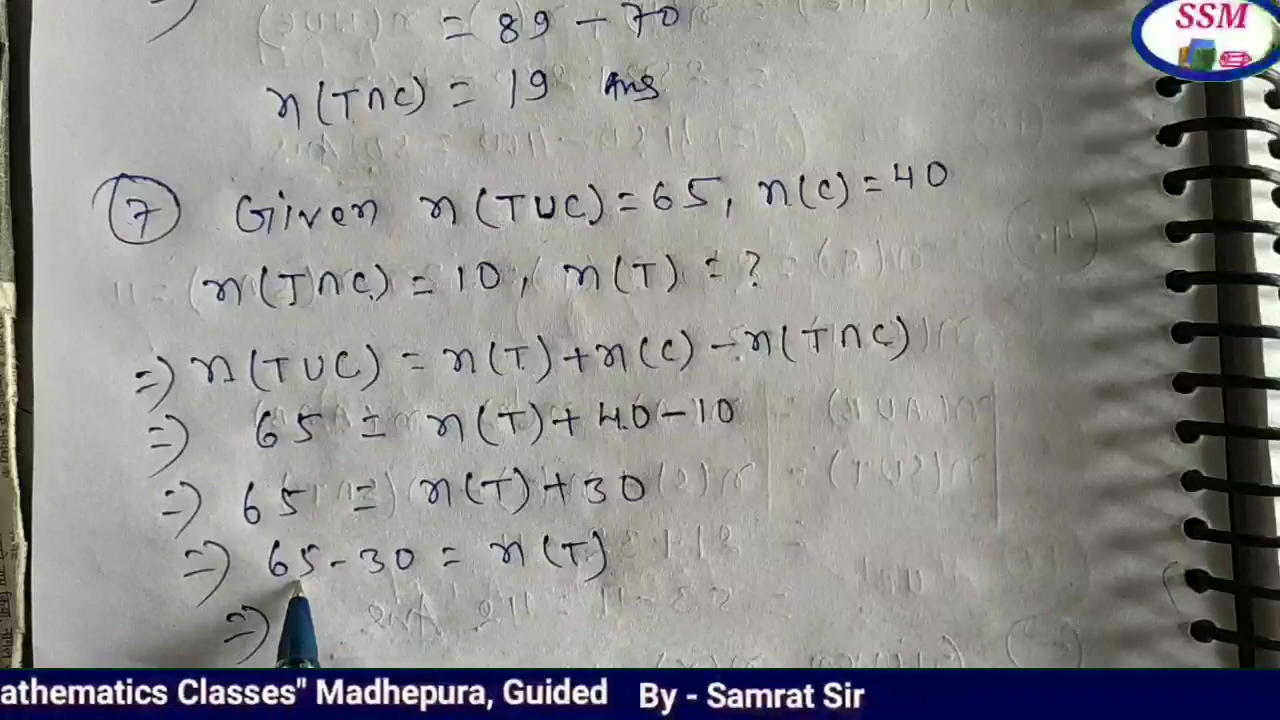 SSM
= 89 - 70
n(T∩C) = 19 Ans
7 Given n(T∪C) = 65, n(C) = 40
n(T∩C) = 10, n(T) = ?
=) n(T∪C) = n(T) + n(C) - n(T∩C)
=) 65 = n(T) + 40 - 10
=) 65 = n(T) + 30
=) 65 - 30 = n(T)
=)
athematics Classes" Madhepura, Guided By - Samrat Sir